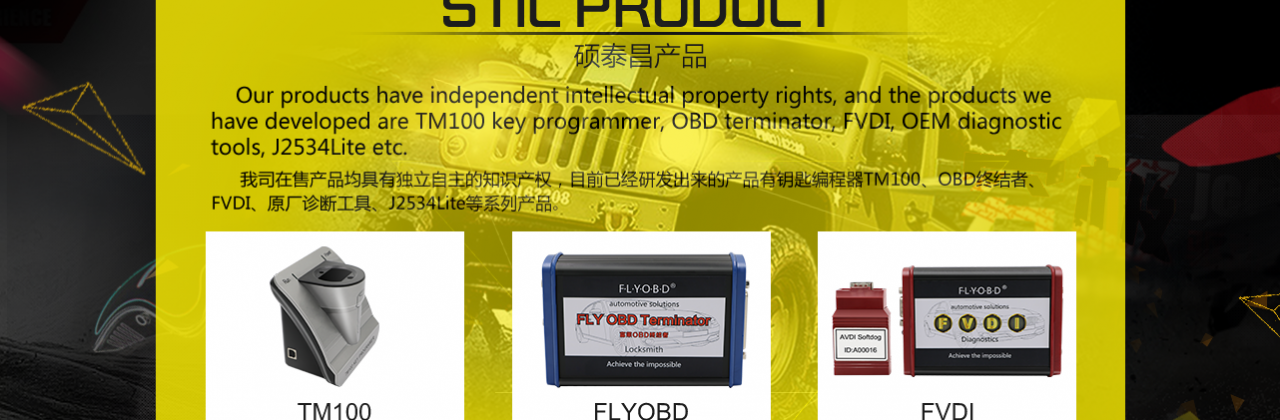 STIC PRODUCT
硕泰昌产品
Our products have independent intellectual property rights, and the products we
have developed are TM100 key programmer, OBD terminator, FVDI, OEM diagnostic
tools, J2534Lite etc.
我司在售产品均具有独立自主的知识产权，目前已经研发出来的产品有钥匙编程器TM100、OBD终结者、
FVDI、原厂诊断工具、J2534Lite等系列产品。
F·L·Y·O·B·D®
automotive solutions
FLY OBD Terminator
Locksmith
Achieve the impossible
AVDI Softdog
ID:A00016
F·L·Y·O·B·D®
automotive solutions
F V D I
Diagnostics
Achieve the impossible
TM100
FLYOBD
FVDI